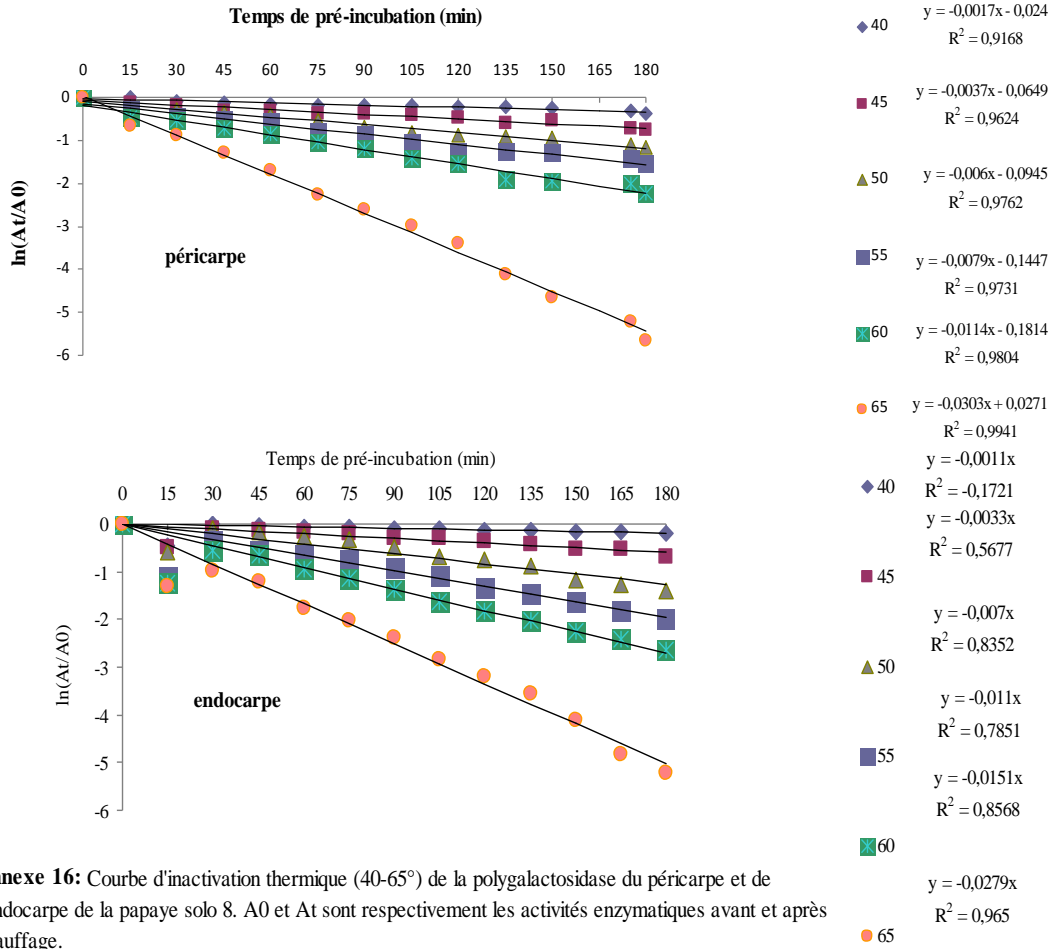 Temps de pré-incubation (min)
0 15 30 45 60 75 90 105 120 135 150 165 180
0
-1
-2
-3
-4
-5
-6
ln(At/A0)
péricarpe
40
y = -0,0017x - 0,024
R² = 0,9168
45
y = -0,0037x - 0,0649
R² = 0,9624
50
y = -0,006x - 0,0945
R² = 0,9762
55
y = -0,0079x - 0,1447
R² = 0,9731
60
y = -0,0114x - 0,1814
R² = 0,9804
65
y = -0,0303x + 0,0271
R² = 0,9941
Temps de pré-incubation (min)
0 15 30 45 60 75 90 105 120 135 150 165 180
0
-1
-2
-3
-4
-5
-6
ln(At/A0)
endocarpe
y = -0,0011x
40
R² = -0,1721
y = -0,0033x
R² = 0,5677
45
y = -0,007x
R² = 0,8352
50
y = -0,011x
R² = 0,7851
55
y = -0,0151x
R² = 0,8568
60
y = -0,0279x
R² = 0,965
65
nnexe 16: Courbe d'inactivation thermique (40-65°) de la polygalactosidase du péricarpe et de
ndocarpe de la papaye solo 8. A0 et At sont respectivement les activités enzymatiques avant et après
auffage.